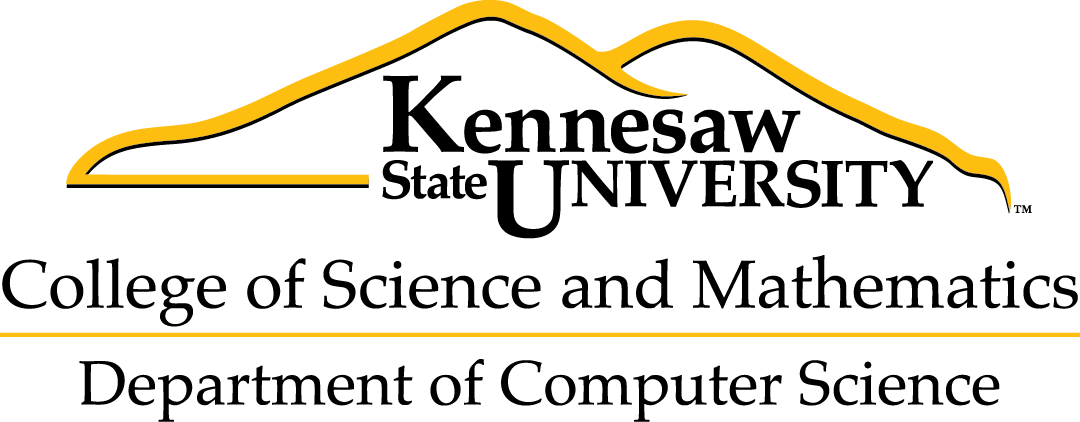 Kennesaw
State UNIVERSITY ™
College of Science and Mathematics
Department of Computer Science